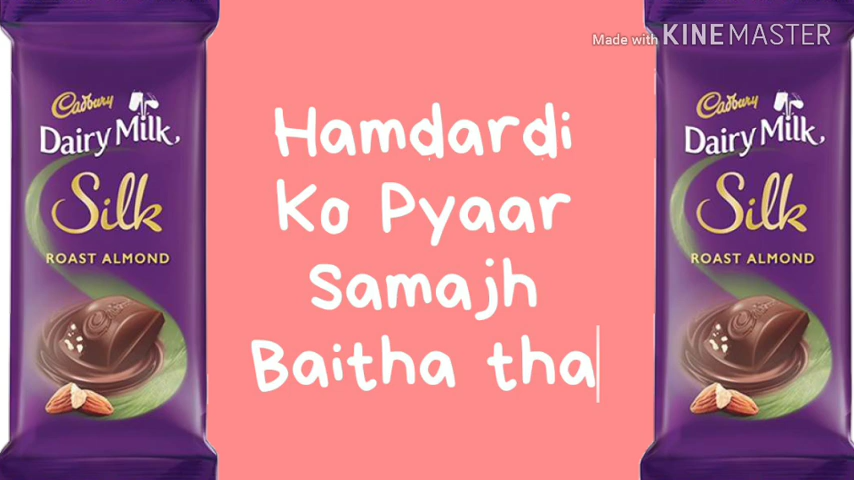 Made with KINEMASTER
Cadbury
Dairy Milk
Silk
ROAST ALMOND
Hamdardi
Ko Pyaar
Samajh
Baitha tha
Cadbury
Dairy Milk
Silk
ROAST ALMOND